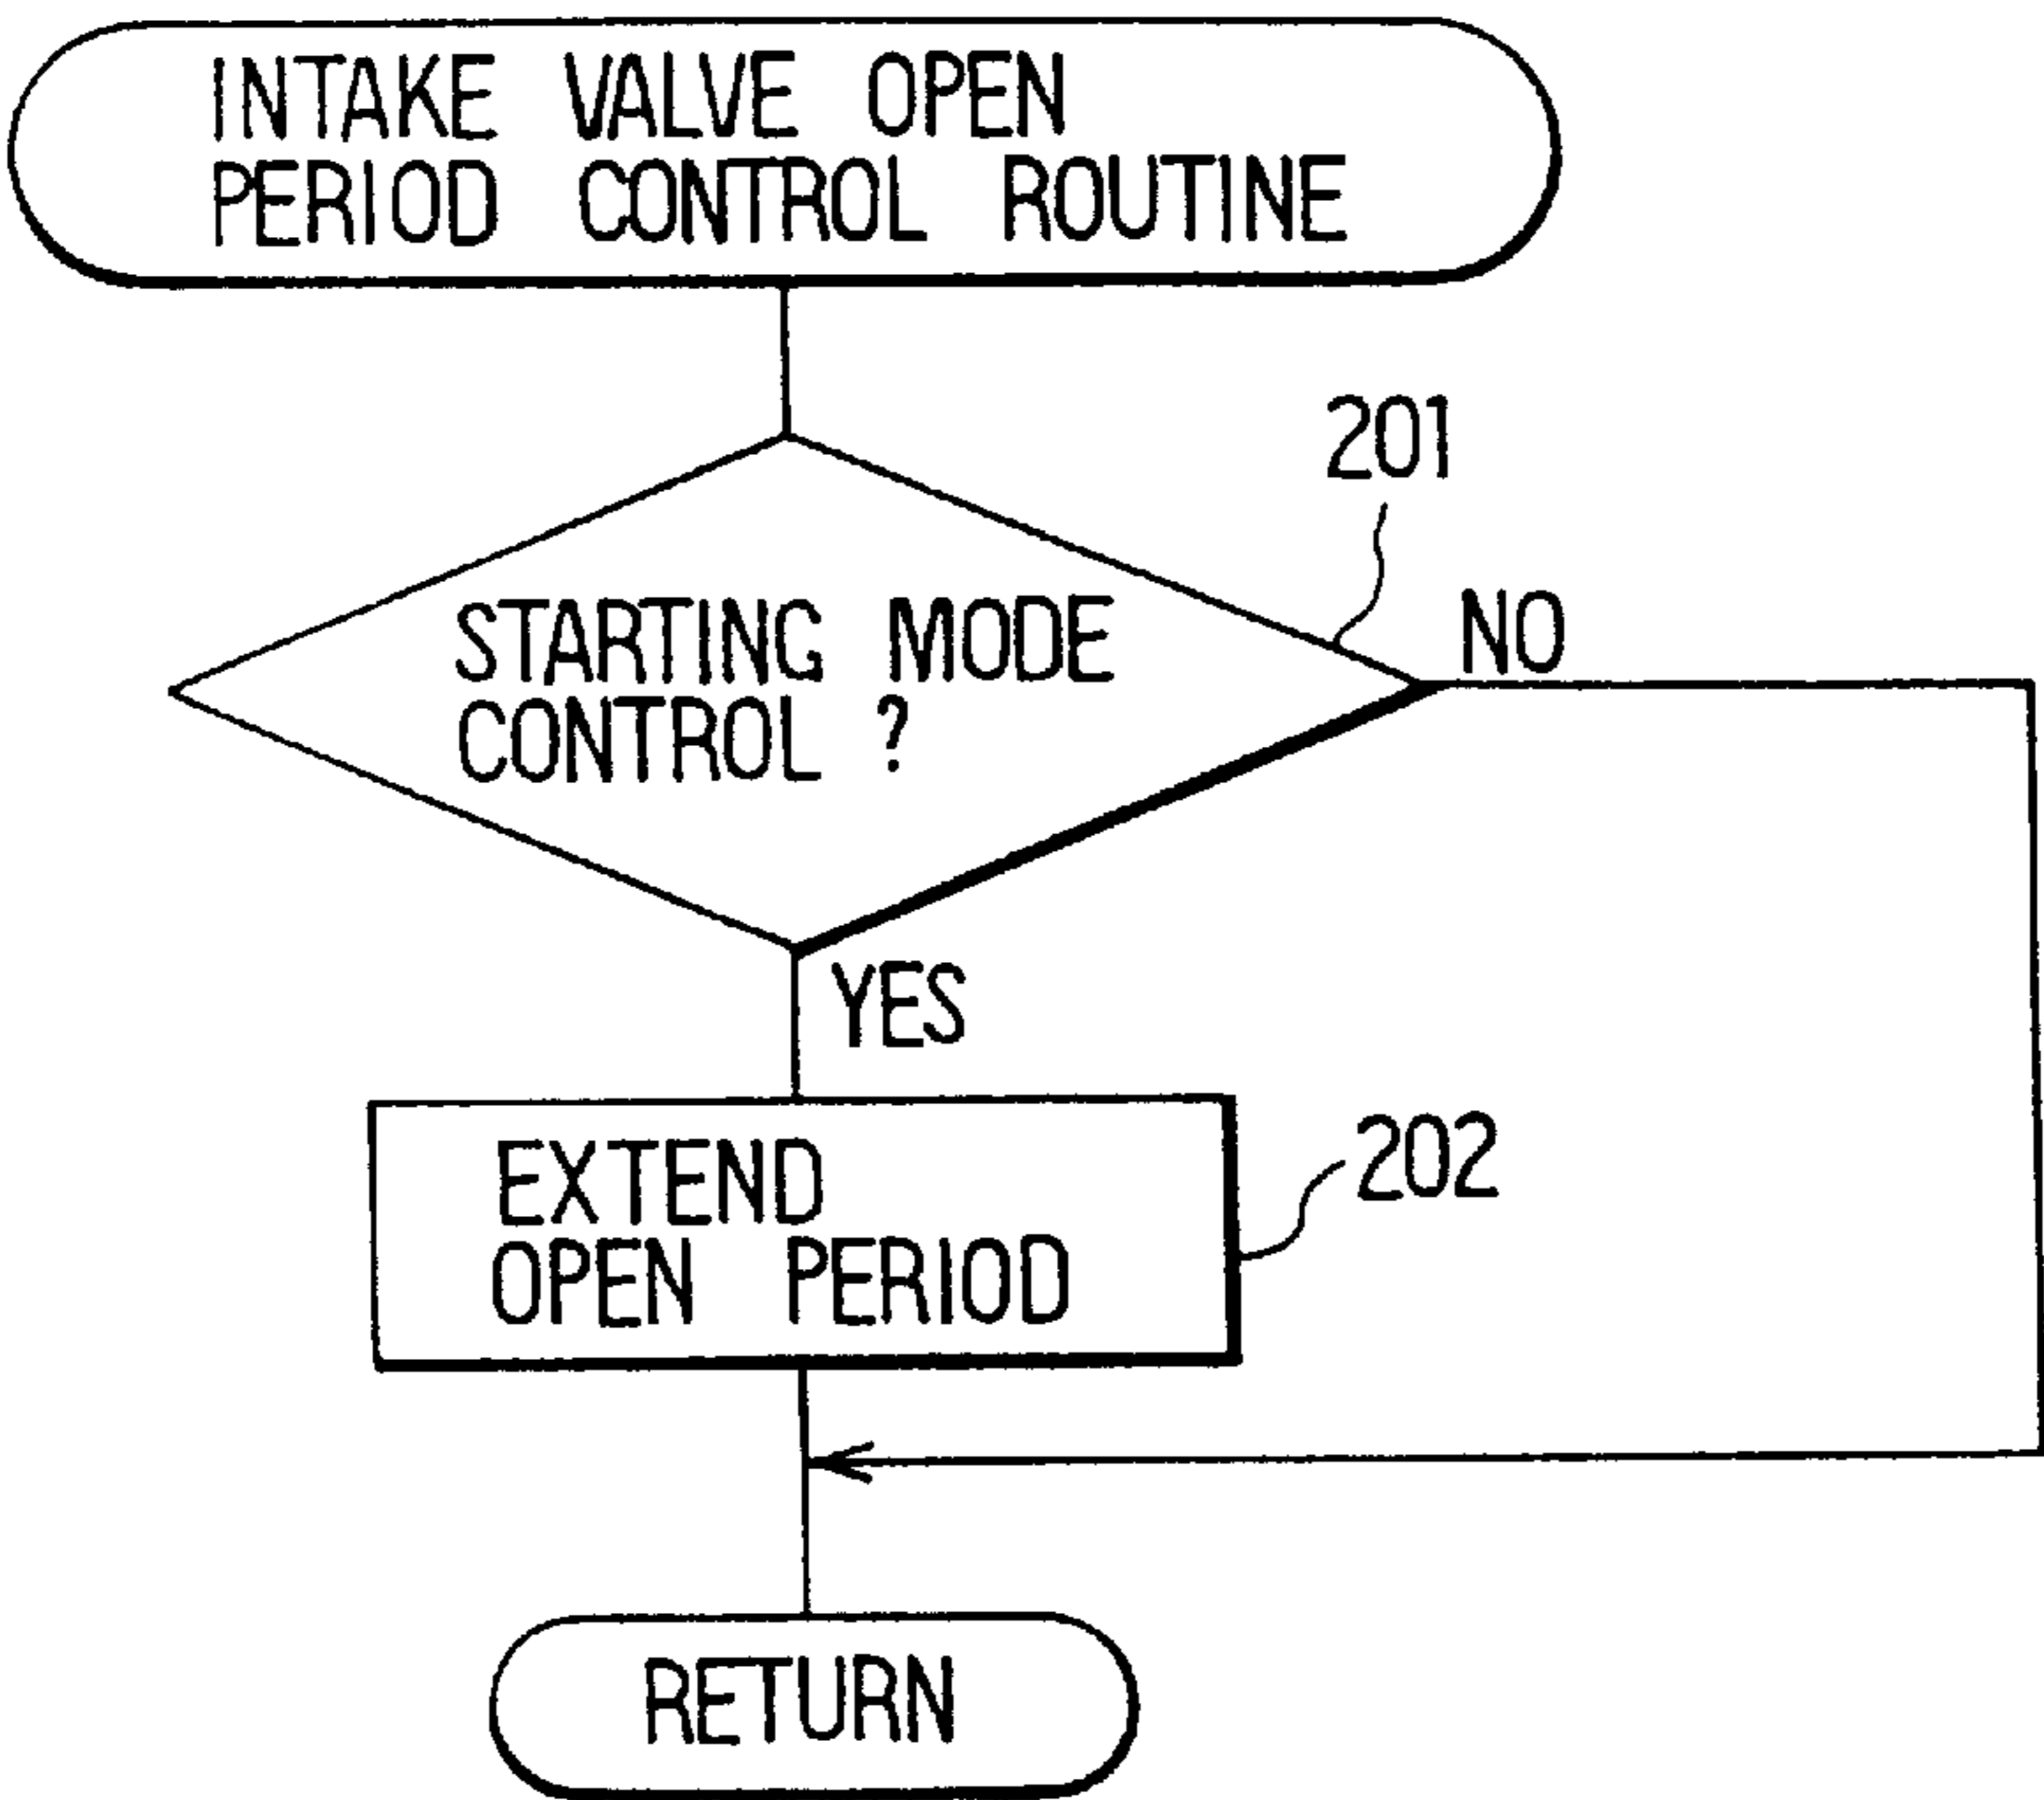 INTAKE VALVE OPEN
PERIOD CONTROL ROUTINE
201
STARTING MODE
CONTROL ?
NO
YES
EXTEND
OPEN PERIOD
202
RETURN